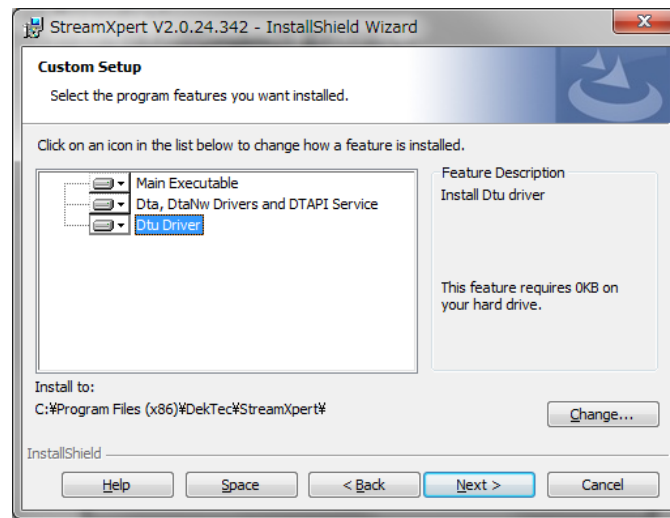 StreamXpert V2.0.24.342 - InstallShield Wizard
Custom Setup
Select the program features you want installed.
Click on an icon in the list below to change how a feature is installed.
Main Executable
Dta, DtaNw Drivers and DTAPI Service
Dtu Driver
Feature Description
Install Dtu driver
This feature requires 0KB on
your hard drive.
Install to:
C:¥Program Files (x86)¥DekTec¥StreamXpert¥
Change...
InstallShield
Help
Space
< Back
Next >
Cancel